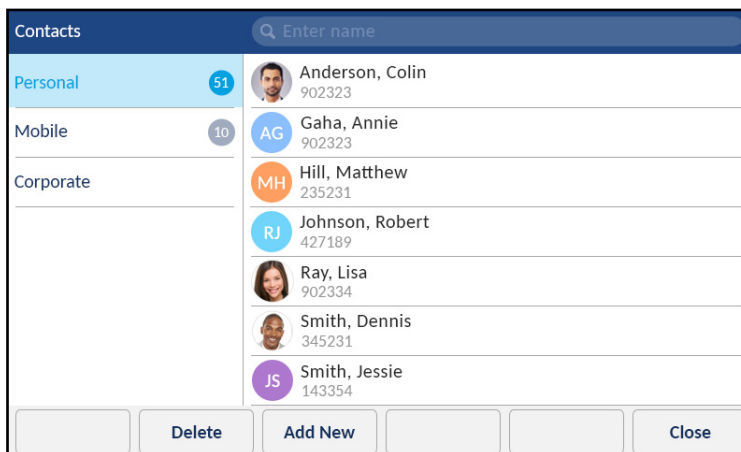 Contacts
Enter name
Personal 51
Mobile 10
Corporate
Anderson, Colin
902323
AG
Gaha, Annie
902323
MH
Hill, Matthew
235231
RJ
Johnson, Robert
427189
Ray, Lisa
902334
Smith, Dennis
345231
JS
Smith, Jessie
143354
Delete
Add New
Close